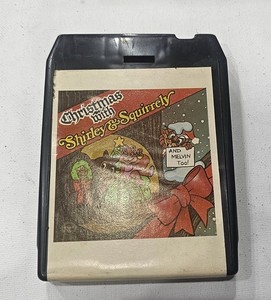 Christmas
with
Shirley & Squirrely
AND
MELVIN
Too!